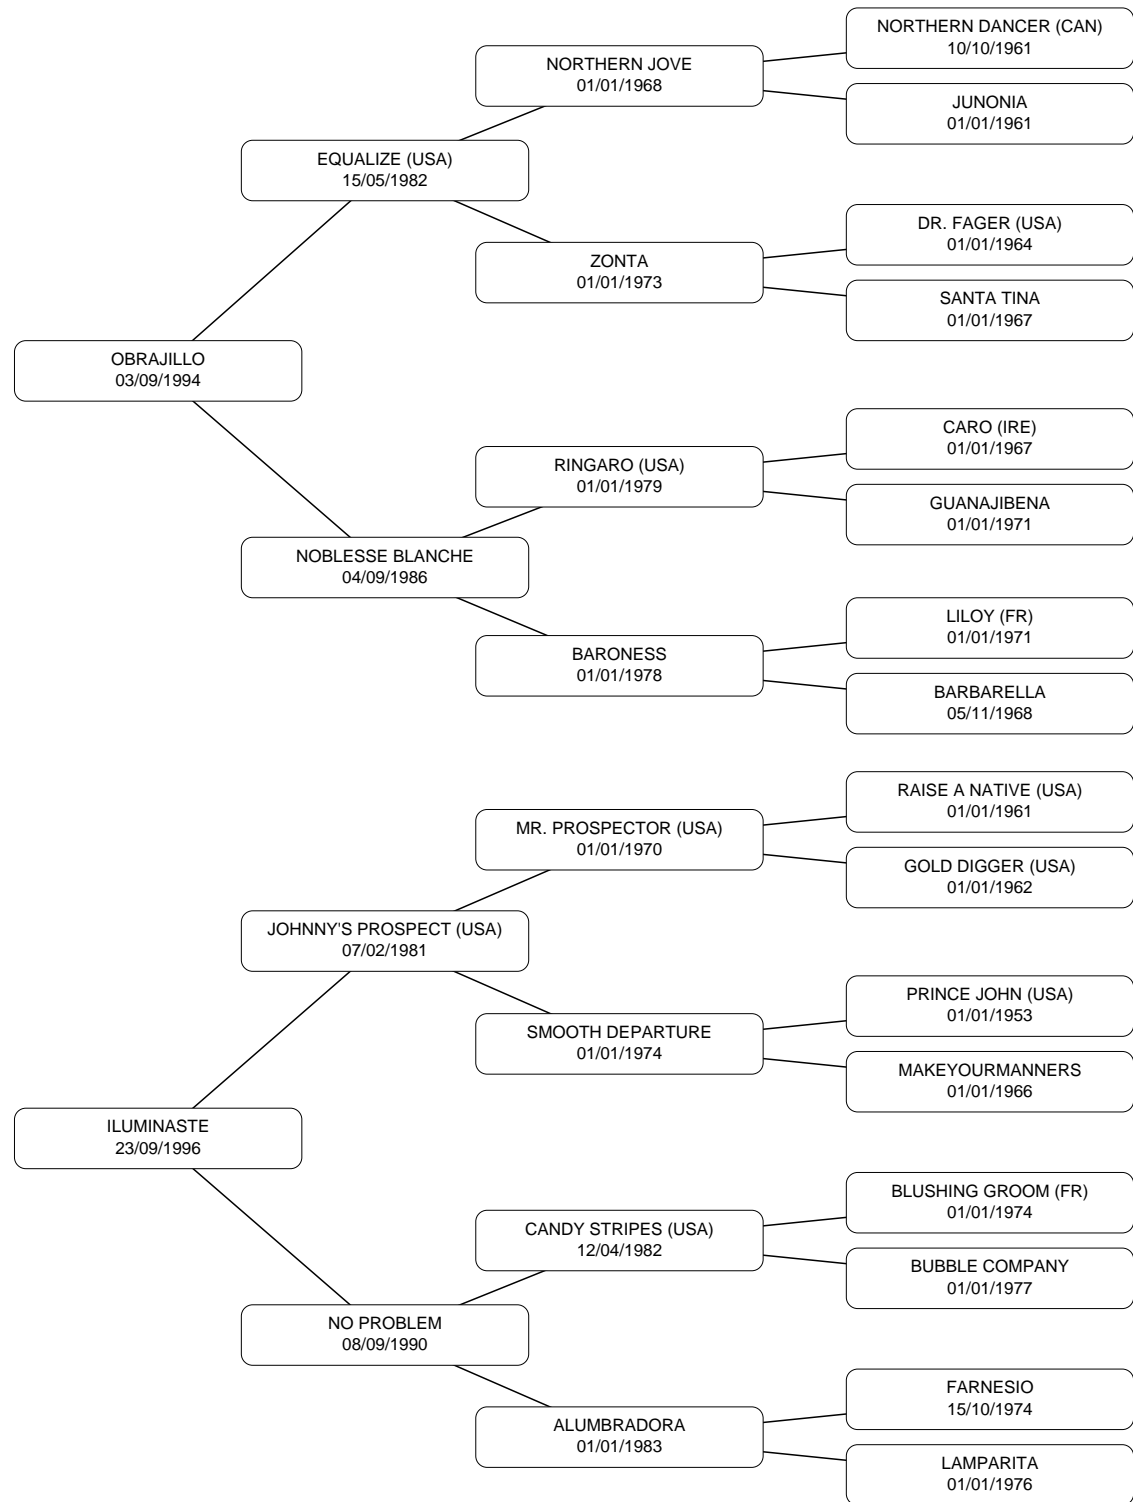 NORTHERN DANCER (CAN)
10/10/1961
NORTHERN JOVE
01/01/1968
JUNONIA
01/01/1961
EQUALIZE (USA)
15/05/1982
DR. FAGER (USA)
01/01/1964
ZONTA
01/01/1973
SANTA TINA
01/01/1967
OBRAJILLO
03/09/1994
CARO (IRE)
01/01/1967
RINGARO (USA)
01/01/1979
GUANAJIBENA
01/01/1971
NOBLESSE BLANCHE
04/09/1986
LILOY (FR)
01/01/1971
BARONESS
01/01/1978
BARBARELLA
05/11/1968
RAISE A NATIVE (USA)
01/01/1961
MR. PROSPECTOR (USA)
01/01/1970
GOLD DIGGER (USA)
01/01/1962
JOHNNY'S PROSPECT (USA)
07/02/1981
PRINCE JOHN (USA)
01/01/1953
SMOOTH DEPARTURE
01/01/1974
MAKEYOURMANNERS
01/01/1966
ILUMINASTE
23/09/1996
BLUSHING GROOM (FR)
01/01/1974
CANDY STRIPES (USA)
12/04/1982
BUBBLE COMPANY
01/01/1977
NO PROBLEM
08/09/1990
FARNESIO
15/10/1974
ALUMBRADORA
01/01/1983
LAMPARITA
01/01/1976